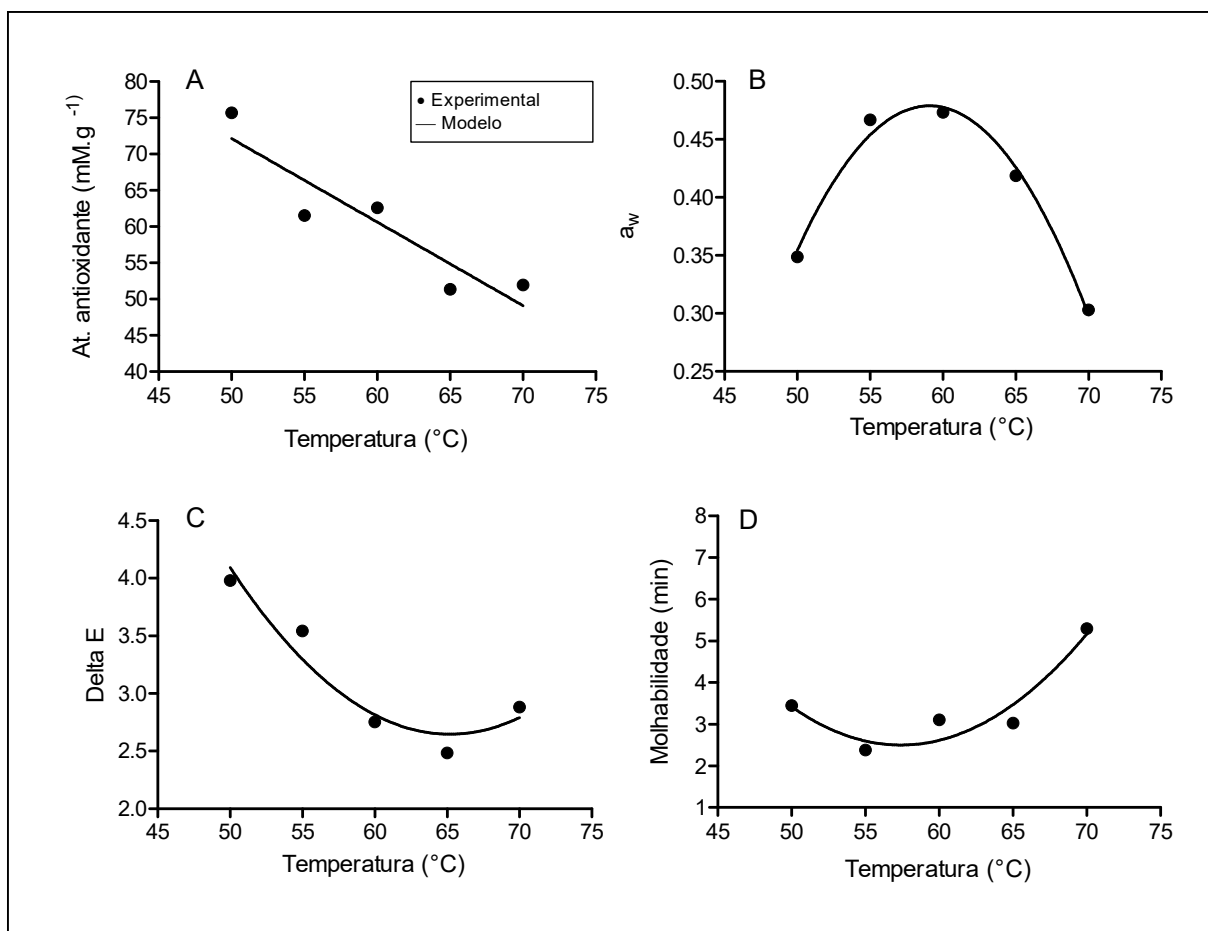 A
At. antioxidante (mM.g -1)
80
75
70
65
60
55
50
45
40
45 50 55 60 65 70 75
Temperatura (°C)
• Experimental
— Modelo
B
aw
0.50
0.45
0.40
0.35
0.30
0.25
45 50 55 60 65 70 75
Temperatura (°C)
C
Delta E
4.5
4.0
3.5
3.0
2.5
2.0
45 50 55 60 65 70 75
Temperatura (°C)
D
Molhabilidade (min)
8
7
6
5
4
3
2
1
45 50 55 60 65 70 75
Temperatura (°C)